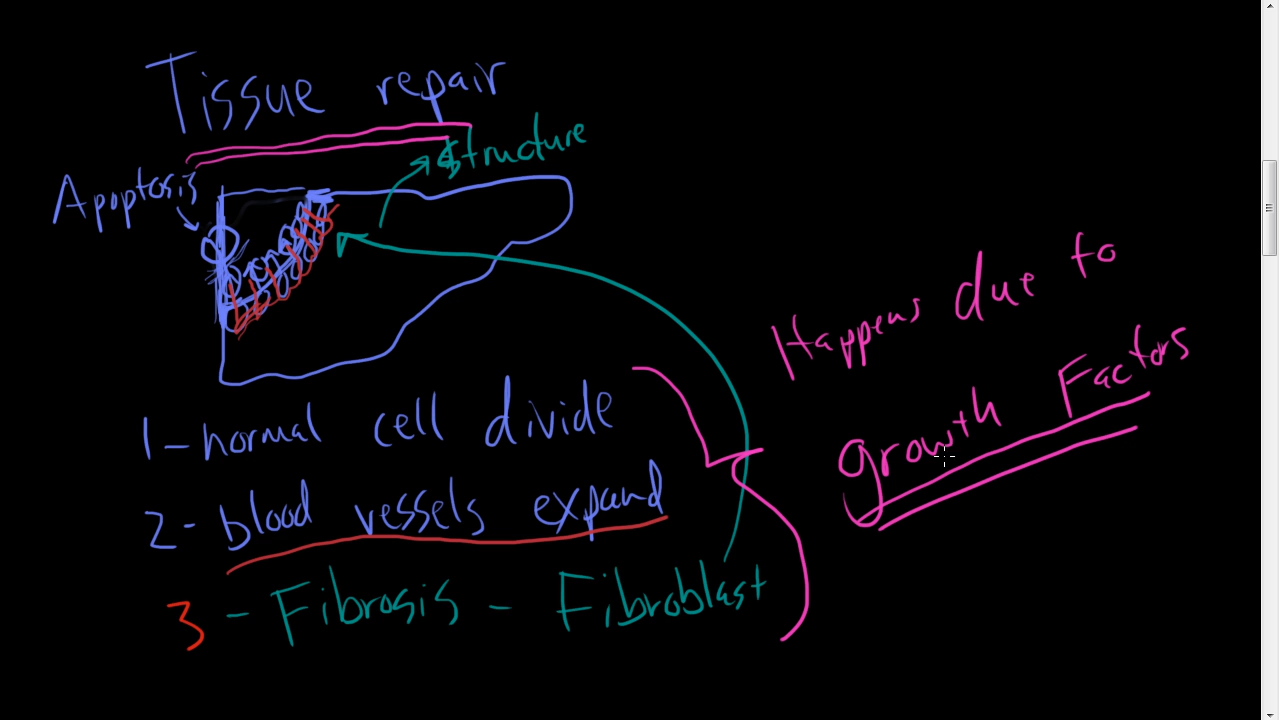 Tissue repair
structure
Apoptosis
Happens due to
Growth Factors
1-normal cell divide
2- blood vessels expand
3 - Fibrosis - Fibroblast